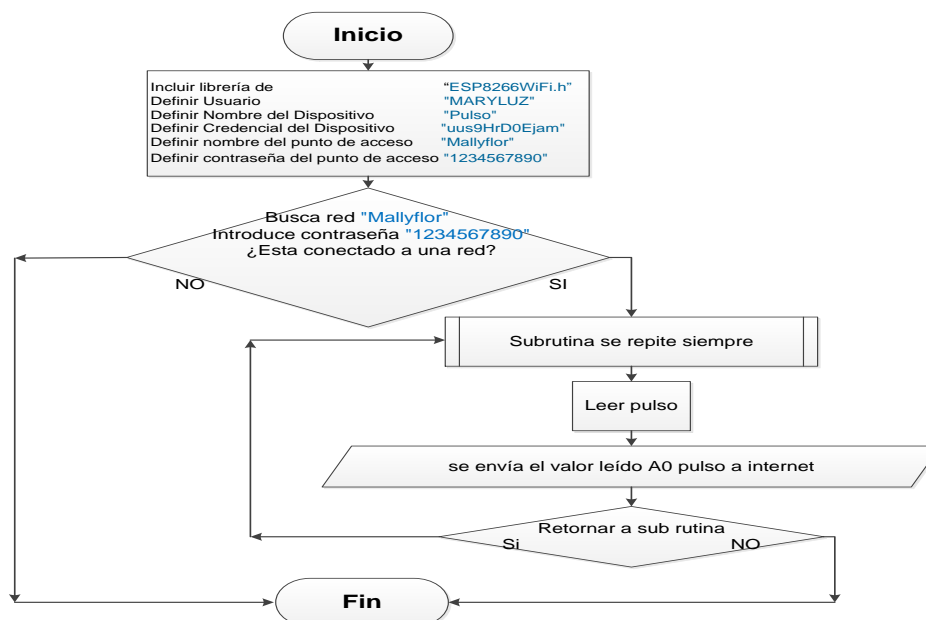 Inicio
Incluir librería de "ESP8266WiFi.h"
Definir Usuario "MARYLUZ"
Definir Nombre del Dispositivo "Pulso"
Definir Credencial del Dispositivo "uus9HrD0Ejam"
Definir nombre del punto de acceso "Mallyflor"
Definir contraseña del punto de acceso "1234567890"
Busca red "Mallyflor"
Introduce contraseña "1234567890"
¿Esta conectado a una red?
NO SI
Subrutina se repite siempre
Leer pulso
se envía el valor leído A0 pulso a internet
Retornar a sub rutina
Si NO
Fin